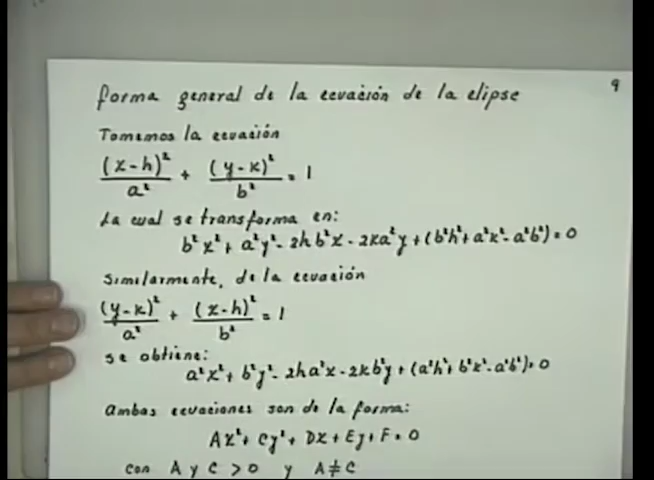 9
forma general de la ecuación de la elipse
Tomemos la ecuación
(x-h)²/a² + (y-k)²/b² = 1
La cual se transforma en:
b²x² + a²y² - 2hb²x - 2ka²y + (b²h² + a²k² - a²b²) = 0
Similarmente, de la ecuación
(y-k)²/a² + (x-h)²/b² = 1
se obtiene:
a²x² + b²y² - 2ha²x - 2kb²y + (a²h² + b²k² - a²b²) = 0
Ambas ecuaciones son de la forma:
Ax² + Cy² + Dx + Ey + F = 0
con A y C > 0 y A ≠ C